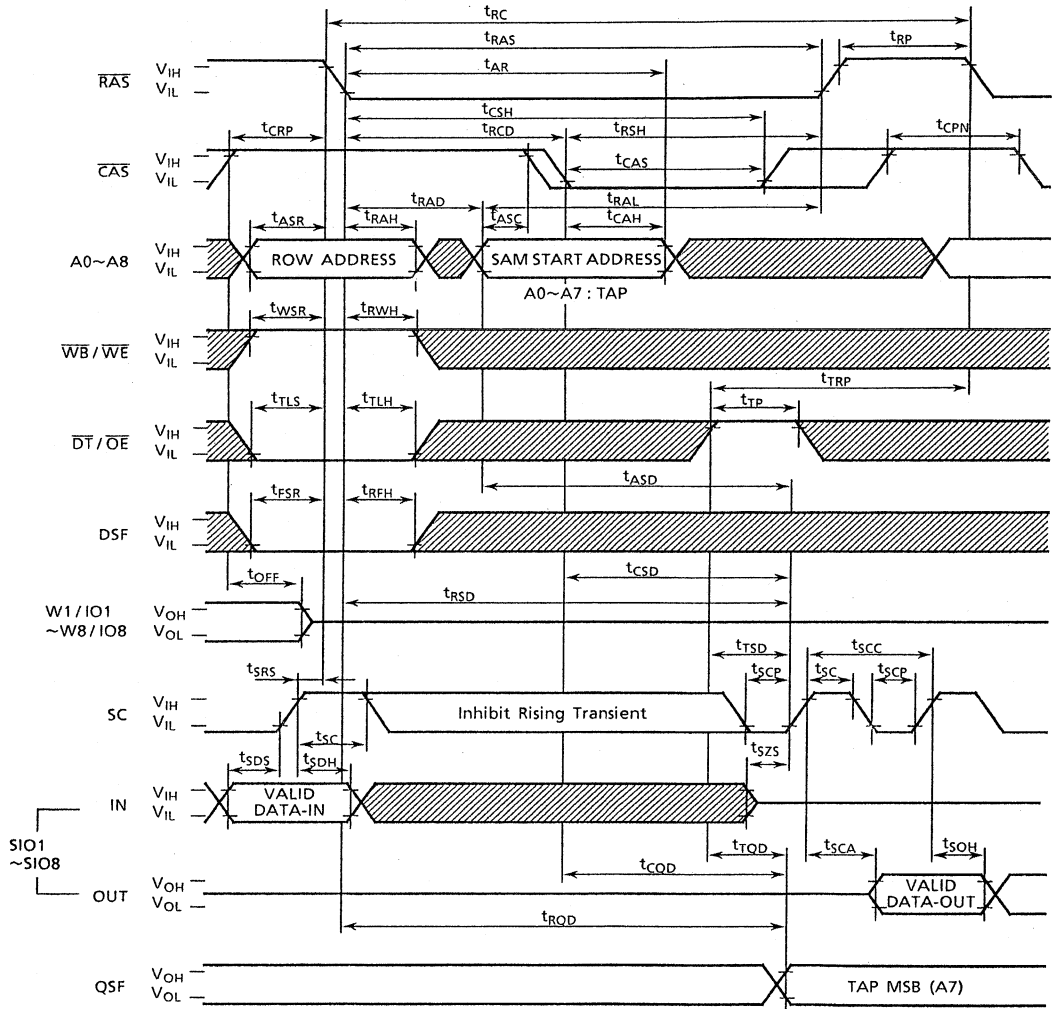 tRC
tRAS
tRP
tAR
RAS
VIH
VIL
tCSH
tCRP
tRCD
tRSH
tCPN
CAS
VIH
VIL
tCAS
tRAD
tRAL
tASR
tRAH
tASC
tCAH
A0~A8
VIH
VIL
ROW ADDRESS
SAM START ADDRESS
A0~A7 : TAP
tWSR
tRWH
WB / WE
VIH
VIL
tTRP
tTLS
tTLH
tTP
DT / OE
VIH
VIL
tASD
tFSR
tRFH
DSF
VIH
VIL
tOFF
tCSD
tRSD
W1 / IO1
~W8 / IO8
VOH
VOL
tTSD
tSCC
tSRS
tSCP
tSC
tSCP
SC
VIH
VIL
Inhibit Rising Transient
tSC
tSZS
tSDS
tSDH
IN
VIH
VIL
VALID
DATA-IN
SIO1
~SIO8
tTQD
tSCA
tSOH
tCQD
OUT
VOH
VOL
VALID
DATA-OUT
tRQD
QSF
VOH
VOL
TAP MSB (A7)